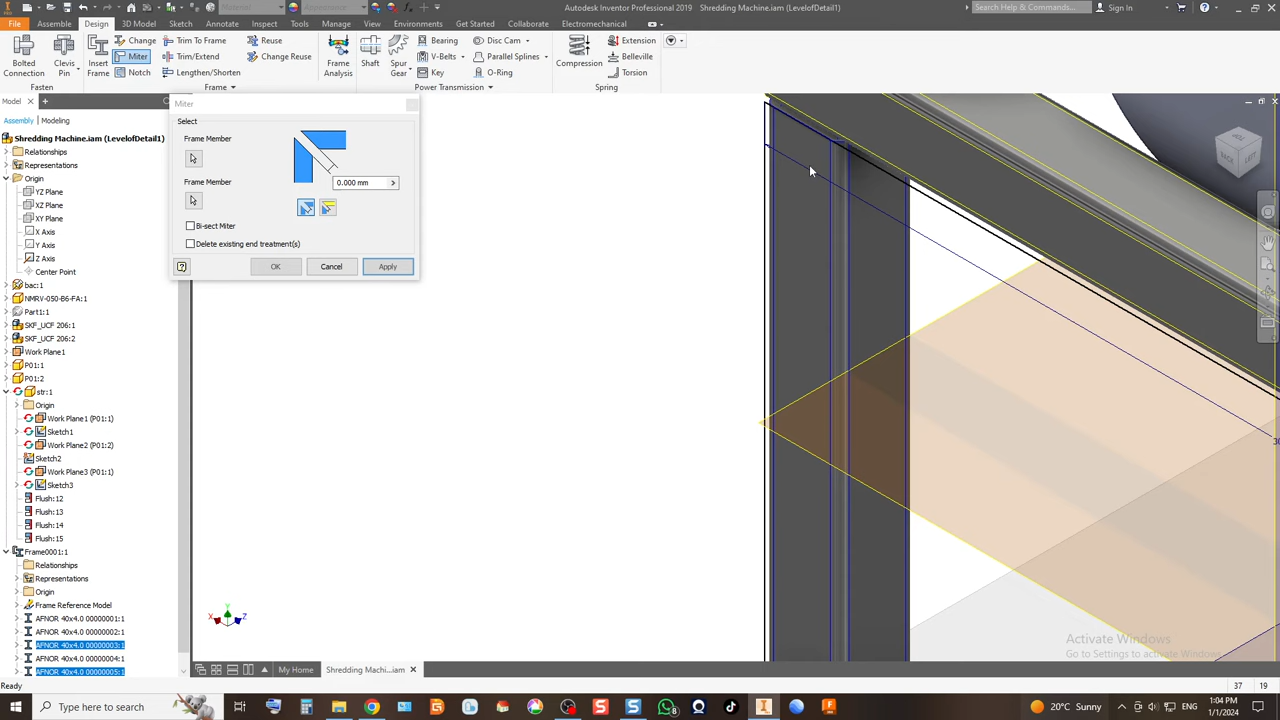 Material
Appearance
Autodesk Inventor Professional 2019   Shredding Machine.iam (LevelofDetail1)
Search Help & Commands...
Sign In
File
Assembly
Design
3D Model
Sketch
Annotate
Inspect
Tools
Manage
View
Environments
Get Started
Collaborate
Electromechanical
Bolted Connection
Clevis Pin
Insert Frame
Change
Miter
Notch
Trim To Frame
Trim/Extend
Lengthen/Shorten
Reuse
Change Reuse
Frame Analysis
Shaft
Spur Gear
Bearing
V-Belts
Key
Disc Cam
Parallel Splines
O-Ring
Compression
Extension
Belleville
Torsion
Fasten
Frame
Power Transmission
Spring
Model
Assembly
Modeling
Shredding Machine.iam (LevelofDetail1)
Relationships
Representations
Origin
YZ Plane
XZ Plane
XY Plane
X Axis
Y Axis
Z Axis
Center Point
bac:1
NMRV-050-B6-FA:1
Part1:1
SKF_UCF 206:1
SKF_UCF 206:2
Work Plane1
P01:1
P01:2
str:1
Origin
Work Plane1 (P01:1)
Sketch1
Work Plane2 (P01:2)
Sketch2
Work Plane3 (P01:1)
Sketch3
Flush:12
Flush:13
Flush:14
Flush:15
Frame0001:1
Relationships
Representations
Origin
Frame Reference Model
AFNOR 40x4.0 00000001:1
AFNOR 40x4.0 00000002:1
AFNOR 40x4.0 00000003:1
AFNOR 40x4.0 00000004:1
AFNOR 40x4.0 00000005:1
Miter
Select
Frame Member
Frame Member
0.000 mm
Bi-sect Miter
Delete existing end treatment(s)
OK
Cancel
Apply
LEFT
X
Y
Z
Activate Windows
Go to Settings to activate Windows.
My Home
Shredding Machi...iam
Ready
37
19
Type here to search
20°C Sunny
ENG
1:04 PM
1/1/2024